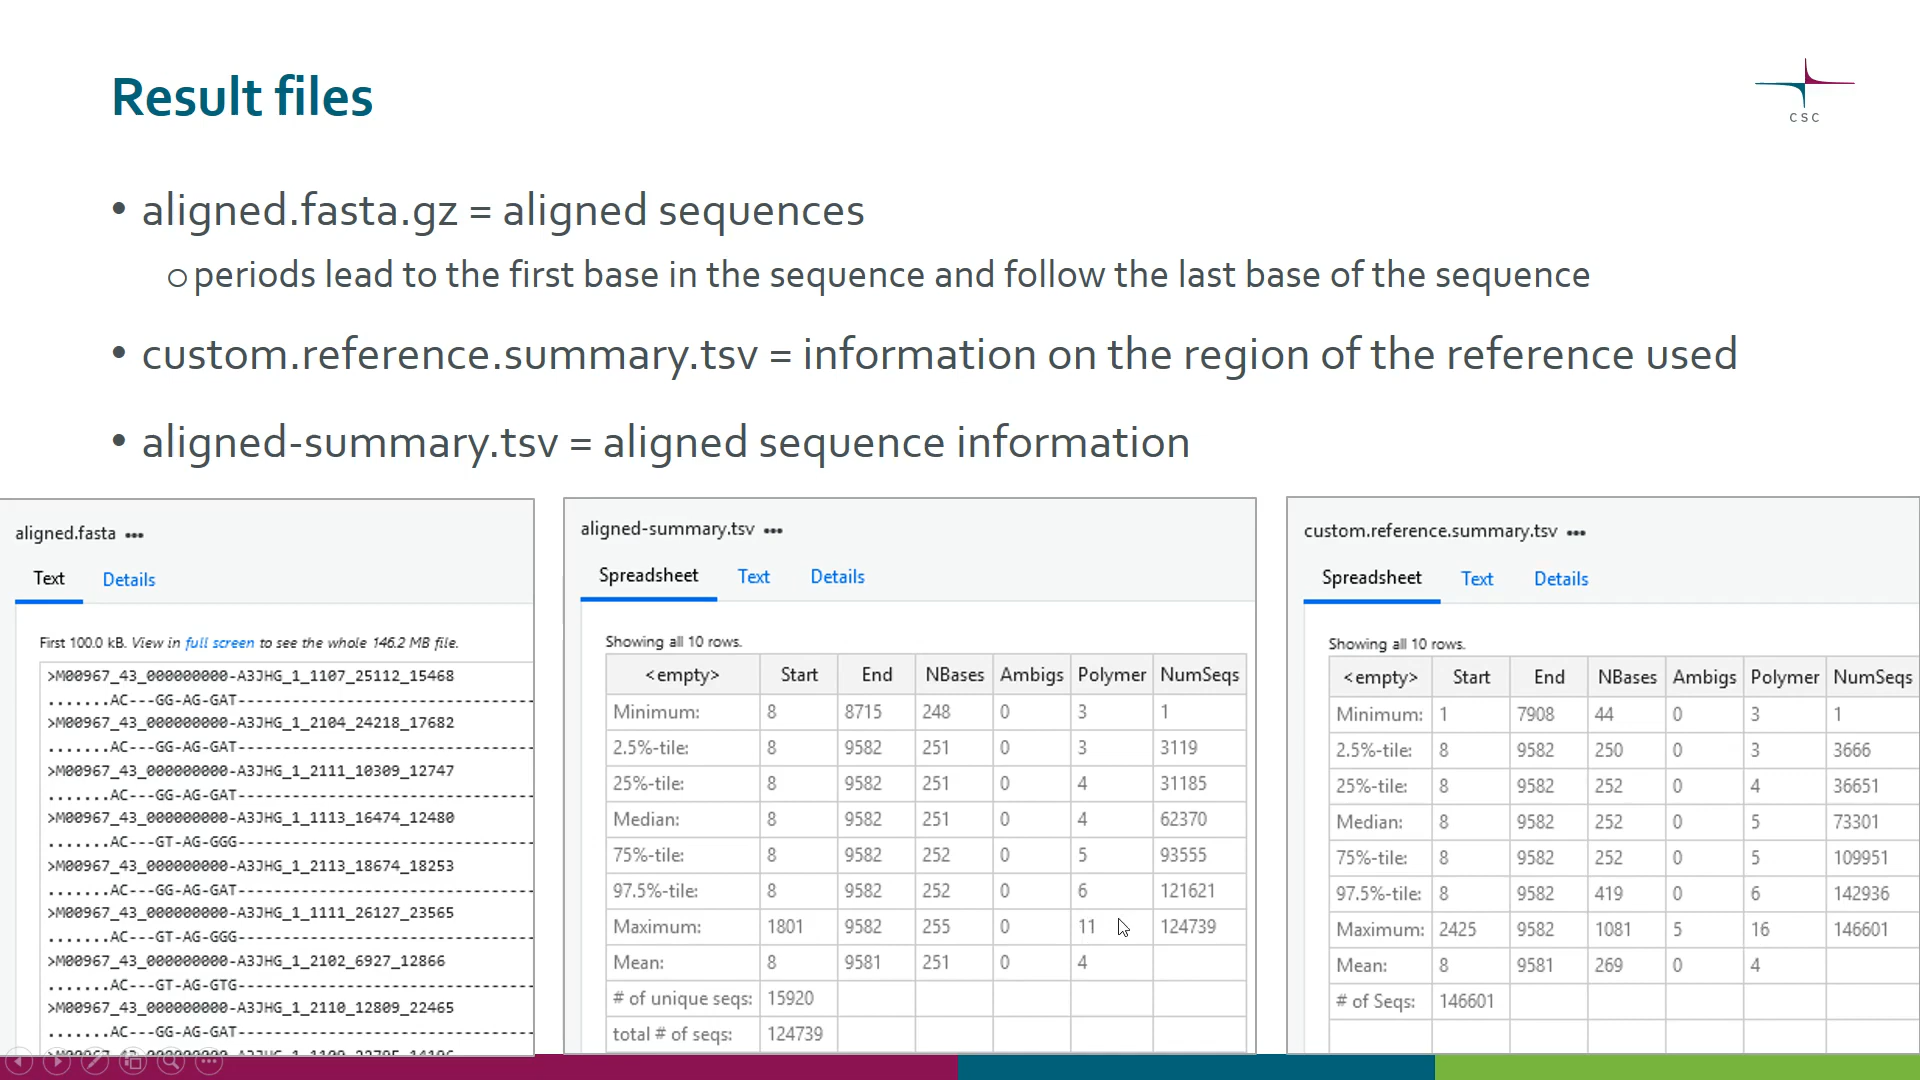 Result files
CSC
• aligned.fasta.gz = aligned sequences
o periods lead to the first base in the sequence and follow the last base of the sequence
• custom.reference.summary.tsv = information on the region of the reference used
• aligned-summary.tsv = aligned sequence information
aligned.fasta •••
Text Details
First 100.0 kB. View in full screen to see the whole 146.2 MB file.
>M00967_43_000000000-A3JHG_1_1107_25112_15468
.......AC---GG-AG-GAT--------------------------------
>M00967_43_000000000-A3JHG_1_2104_24218_17682
.......AC---GG-AG-GAT--------------------------------
>M00967_43_000000000-A3JHG_1_2111_10309_12747
.......AC---GG-AG-GAT--------------------------------
>M00967_43_000000000-A3JHG_1_1113_16474_12480
.......AC---GT-AG-GGG--------------------------------
>M00967_43_000000000-A3JHG_1_2113_18674_18253
.......AC---GG-AG-GAT--------------------------------
>M00967_43_000000000-A3JHG_1_1111_26127_23565
.......AC---GT-AG-GGG--------------------------------
>M00967_43_000000000-A3JHG_1_2102_6927_12866
.......AC---GT-AG-GTG--------------------------------
>M00967_43_000000000-A3JHG_1_2110_12809_22465
.......AC---GG-AG-GAT--------------------------------
aligned-summary.tsv •••
Spreadsheet Text Details
Showing all 10 rows.
<empty> Start End NBases Ambigs Polymer NumSeqs
Minimum: 8 8715 248 0 3 1
2.5%-tile: 8 9582 251 0 3 3119
25%-tile: 8 9582 251 0 4 31185
Median: 8 9582 251 0 4 62370
75%-tile: 8 9582 252 0 5 93555
97.5%-tile: 8 9582 252 0 6 121621
Maximum: 1801 9582 255 0 11 124739
Mean: 8 9581 251 0 4
# of unique seqs: 15920
total # of seqs: 124739
custom.reference.summary.tsv •••
Spreadsheet Text Details
Showing all 10 rows.
<empty> Start End NBases Ambigs Polymer NumSeqs
Minimum: 1 7908 44 0 3 1
2.5%-tile: 8 9582 250 0 3 3666
25%-tile: 8 9582 252 0 4 36651
Median: 8 9582 252 0 5 73301
75%-tile: 8 9582 252 0 5 109951
97.5%-tile: 8 9582 419 0 6 142936
Maximum: 2425 9582 1081 5 16 146601
Mean: 8 9581 269 0 4
# of Seqs: 146601